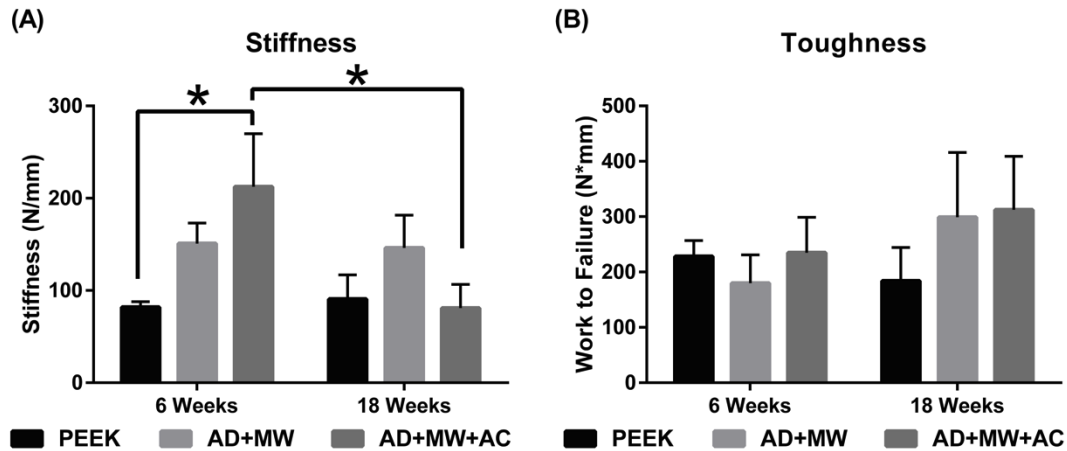 (A)
Stiffness
*
*
Stiffness (N/mm)
300
200
100
0
6 Weeks
18 Weeks
PEEK
AD+MW
AD+MW+AC
(B)
Toughness
Work to Failure (N*mm)
500
400
300
200
100
0
6 Weeks
18 Weeks
PEEK
AD+MW
AD+MW+AC